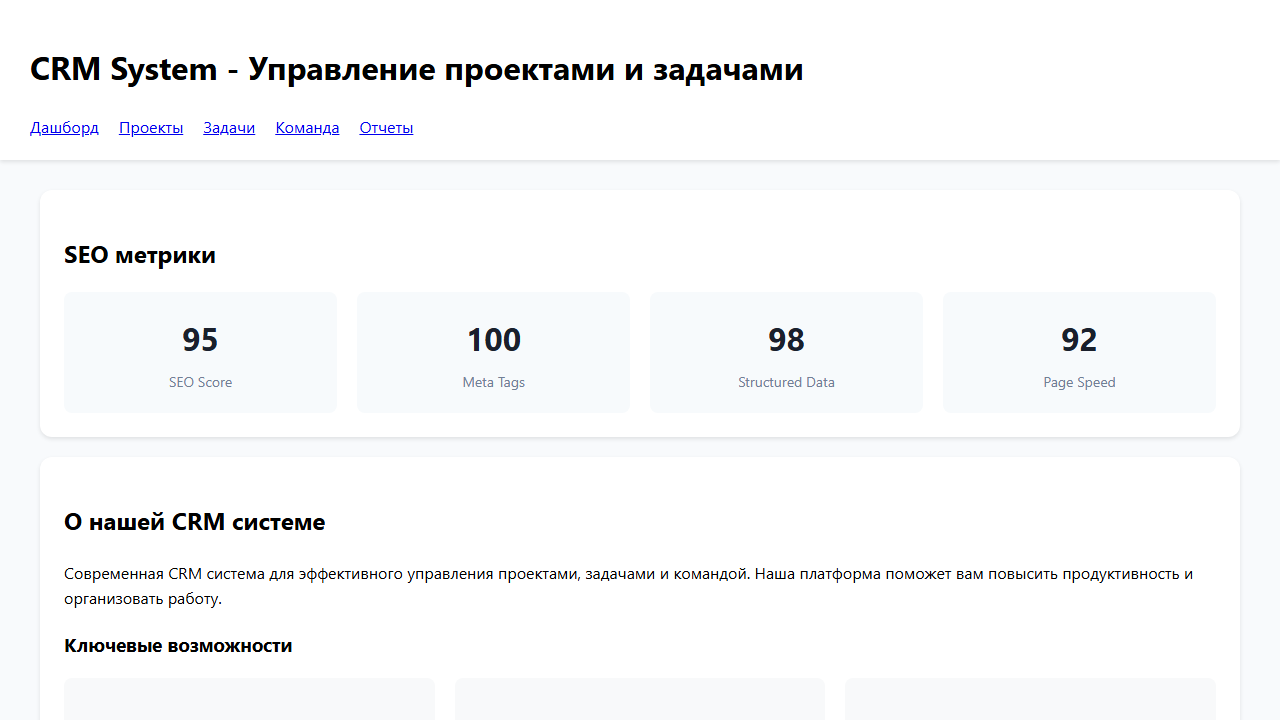 CRM System - Управление проектами и задачами
Дашборд Проекты Задачи Команда Отчеты
SEO метрики
95 100 98 92
SEO Score Meta Tags Structured Data Page Speed
О нашей CRM системе
Современная CRM система для эффективного управления проектами, задачами и командой. Наша платформа поможет вам повысить продуктивность и
организовать работу.
Ключевые возможности